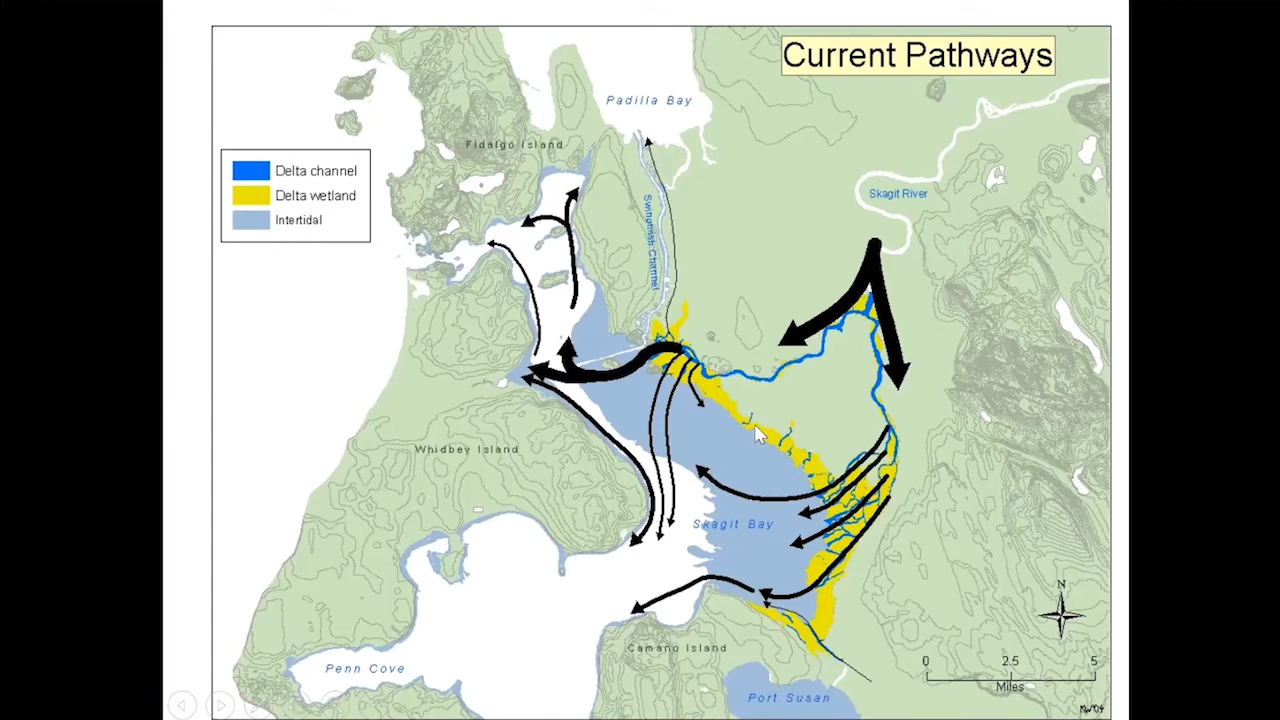 Current Pathways
Padilla Bay
Fidalgo Island
Delta channel
Delta wetland
Intertidal
Skagit River
Swinomish Channel
Whidbey Island
Skagit Bay
N
Camano Island
0 2.5 5
Miles
Penn Cove
Port Susan